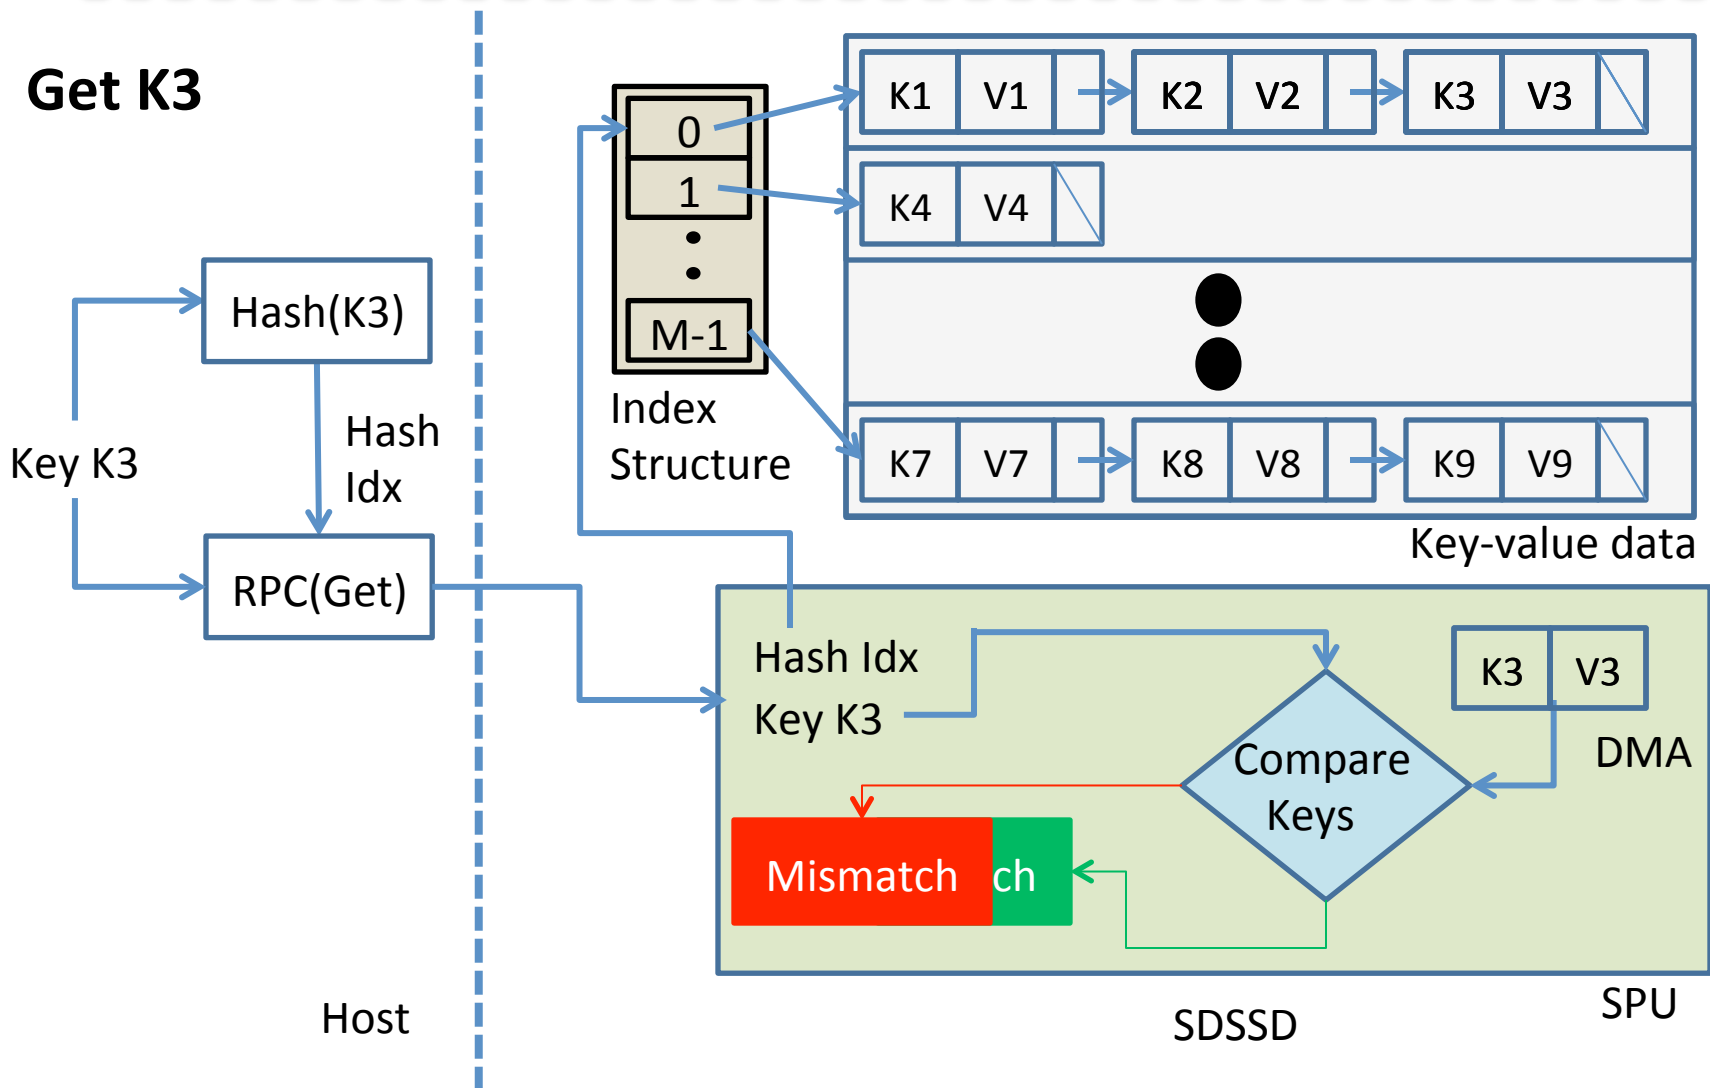 Get K3
0
1
M-1
Index
Structure
K1 V1 K2 V2 K3 V3
K4 V4
K7 V7 K8 V8 K9 V9
Key-value data
Hash(K3)
Hash
Idx
Key K3
RPC(Get)
Hash Idx
Key K3
K3 V3
DMA
Compare
Keys
Mismatch
ch
Host
SDSSD
SPU